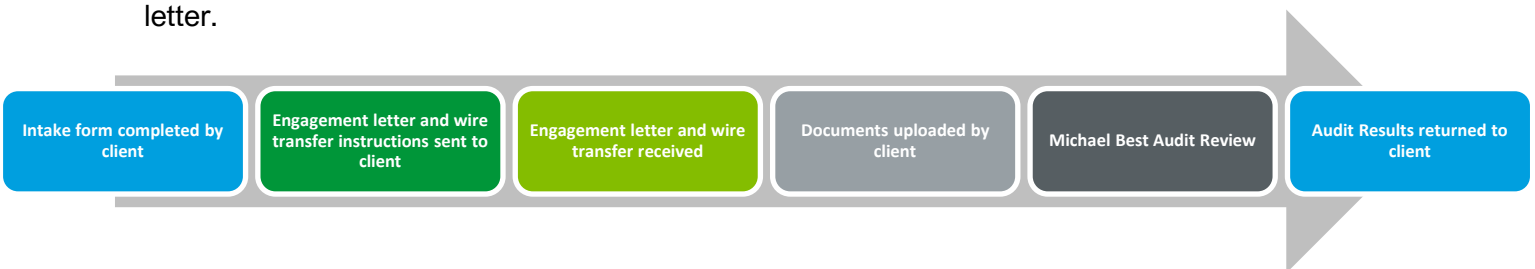 letter.
Intake form completed by
client
Engagement letter and wire
transfer instructions sent to
client
Engagement letter and wire
transfer received
Documents uploaded by
client
Michael Best Audit Review
Audit Results returned to
client